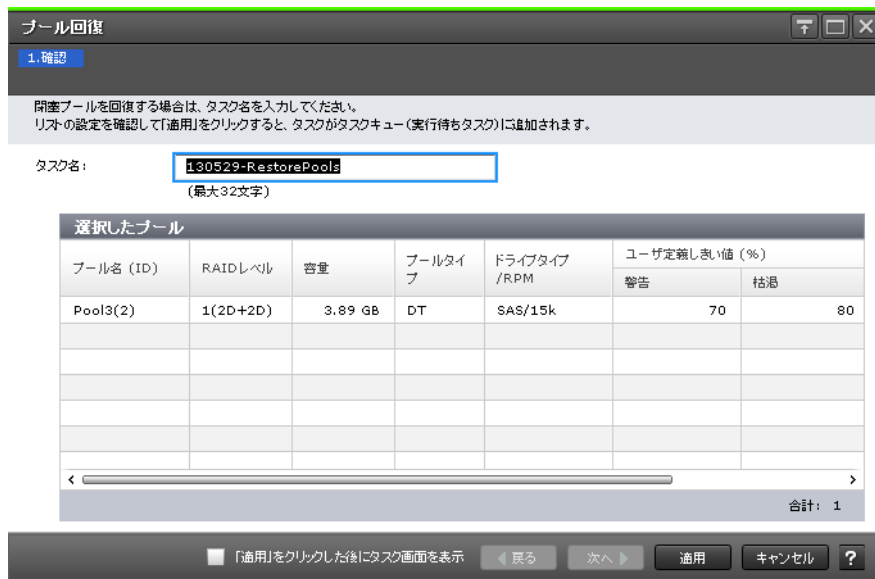 プール回復
1.確認
閉塞プールを回復する場合は、タスク名を入力してください。
リストの設定を確認して「適用」をクリックすると、タスクがタスクキュー(実行待ちタスク)に追加されます。
タスク名: 130529-RestorePools
(最大32文字)
選択したプール
プール名 (ID) RAIDレベル 容量 プールタイプ ドライブタイプ/RPM ユーザ定義しきい値 (%)
警告 枯渇
Pool3(2) 1(2D+2D) 3.89 GB DT SAS/15k 70 80
合計: 1
「適用」をクリックした後にタスク画面を表示 戻る 次へ 適用 キャンセル ?